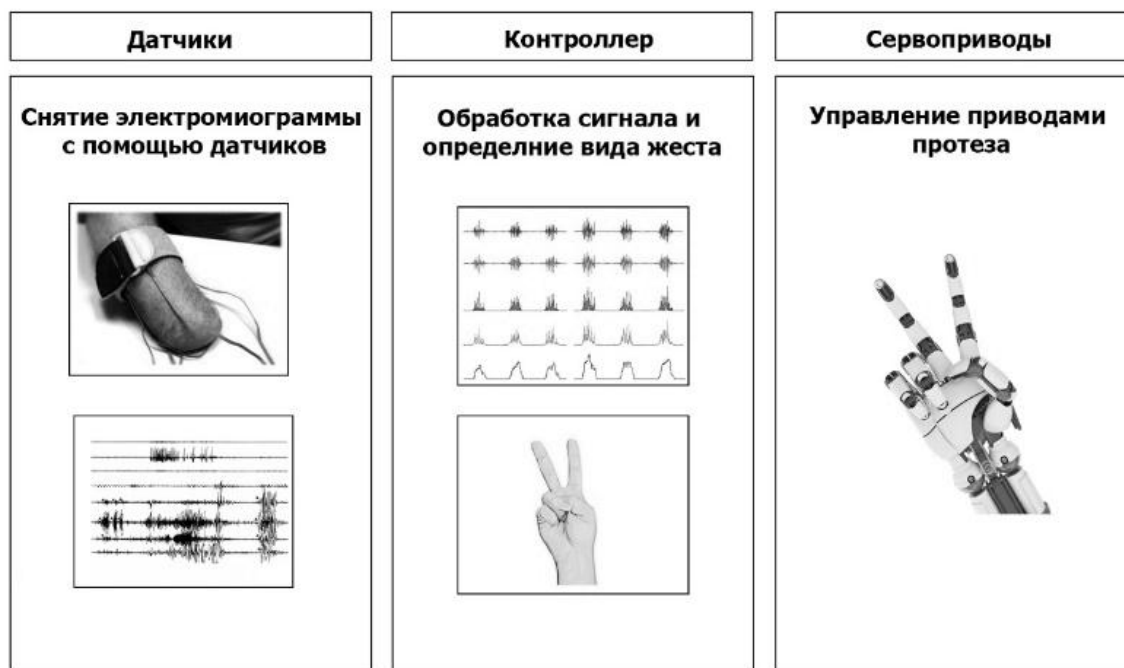 Датчики
Контроллер
Сервоприводы
Снятие электромиограммы
с помощью датчиков
Обработка сигнала и
определние вида жеста
Управление приводами
протеза